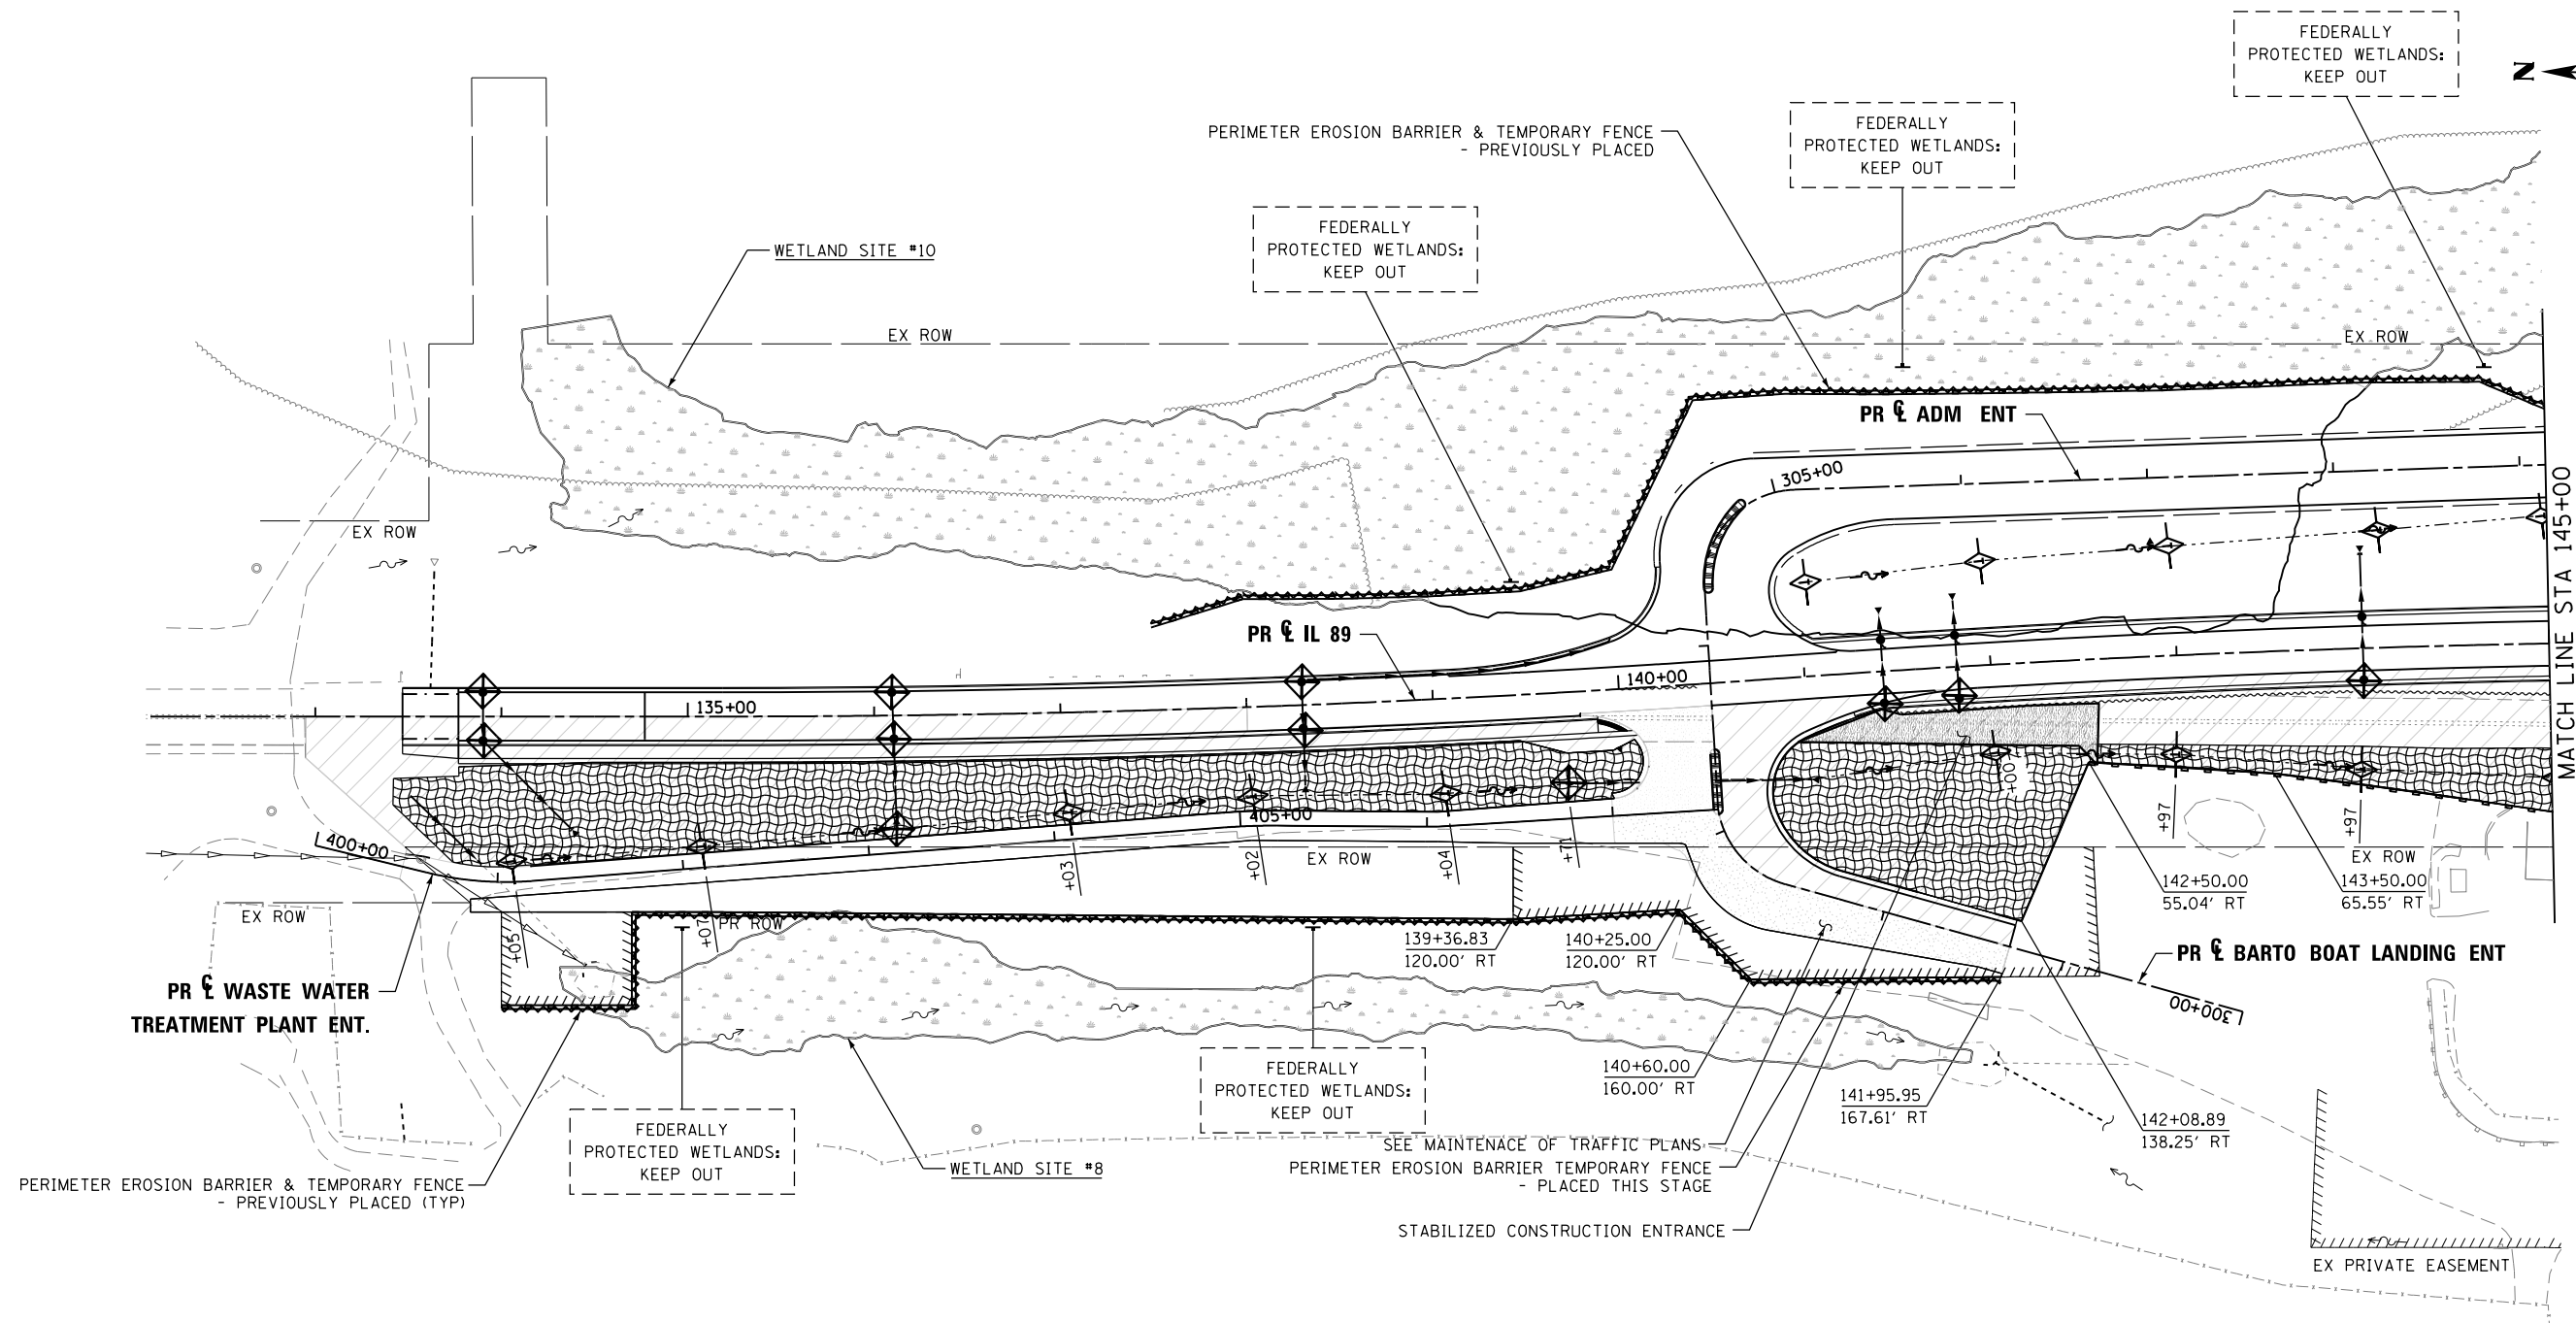 FEDERALLY
PROTECTED WETLANDS:
KEEP OUT
N
FEDERALLY
PROTECTED WETLANDS:
KEEP OUT
PERIMETER EROSION BARRIER & TEMPORARY FENCE
- PREVIOUSLY PLACED
FEDERALLY
PROTECTED WETLANDS:
KEEP OUT
WETLAND SITE #10
EX ROW
EX ROW
PR ℄ ADM ENT
305+00
EX ROW
MATCH LINE STA 145+00
PR ℄ IL 89
140+00
135+00
400+00
405+00
EX ROW
EX ROW
EX ROW
PR ROW
+05
+07
+03
+02
+04
+71
+00
+97
+97
142+50.00
55.04' RT
143+50.00
65.55' RT
139+36.83
120.00' RT
140+25.00
120.00' RT
PR ℄ BARTO BOAT LANDING ENT
300+00
PR ℄ WASTE WATER
TREATMENT PLANT ENT.
140+60.00
160.00' RT
141+95.95
167.61' RT
142+08.89
138.25' RT
FEDERALLY
PROTECTED WETLANDS:
KEEP OUT
FEDERALLY
PROTECTED WETLANDS:
KEEP OUT
SEE MAINTENACE OF TRAFFIC PLANS
PERIMETER EROSION BARRIER TEMPORARY FENCE
- PLACED THIS STAGE
WETLAND SITE #8
PERIMETER EROSION BARRIER & TEMPORARY FENCE
- PREVIOUSLY PLACED (TYP)
STABILIZED CONSTRUCTION ENTRANCE
EX PRIVATE EASEMENT